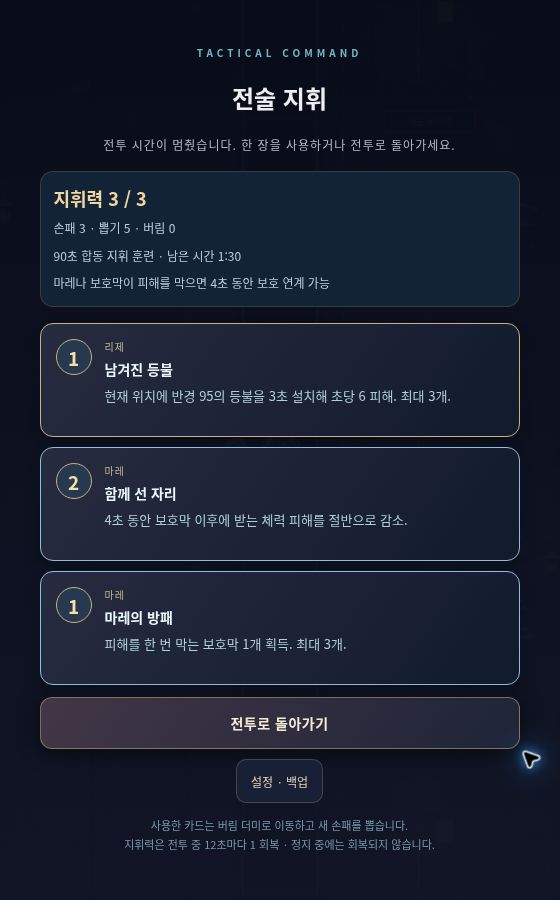 TACTICAL COMMAND
전술 지휘
전투 시간이 멈췄습니다. 한 장을 사용하거나 전투로 돌아가세요.
지휘력 3 / 3
손패 3 · 뽑기 5 · 버림 0
90초 합동 지휘 훈련 · 남은 시간 1:30
마레나 보호막이 피해를 막으면 4초 동안 보호 연계 가능
1
리제
남겨진 등불
현재 위치에 반경 95의 등불을 3초 설치해 초당 6 피해. 최대 3개.
2
마레
함께 선 자리
4초 동안 보호막 이후에 받는 체력 피해를 절반으로 감소.
1
마레
마레의 방패
피해를 한 번 막는 보호막 1개 획득. 최대 3개.
전투로 돌아가기
설정 · 백업
사용한 카드는 버림 더미로 이동하고 새 손패를 뽑습니다.
지휘력은 전투 중 12초마다 1 회복 · 정지 중에는 회복되지 않습니다.